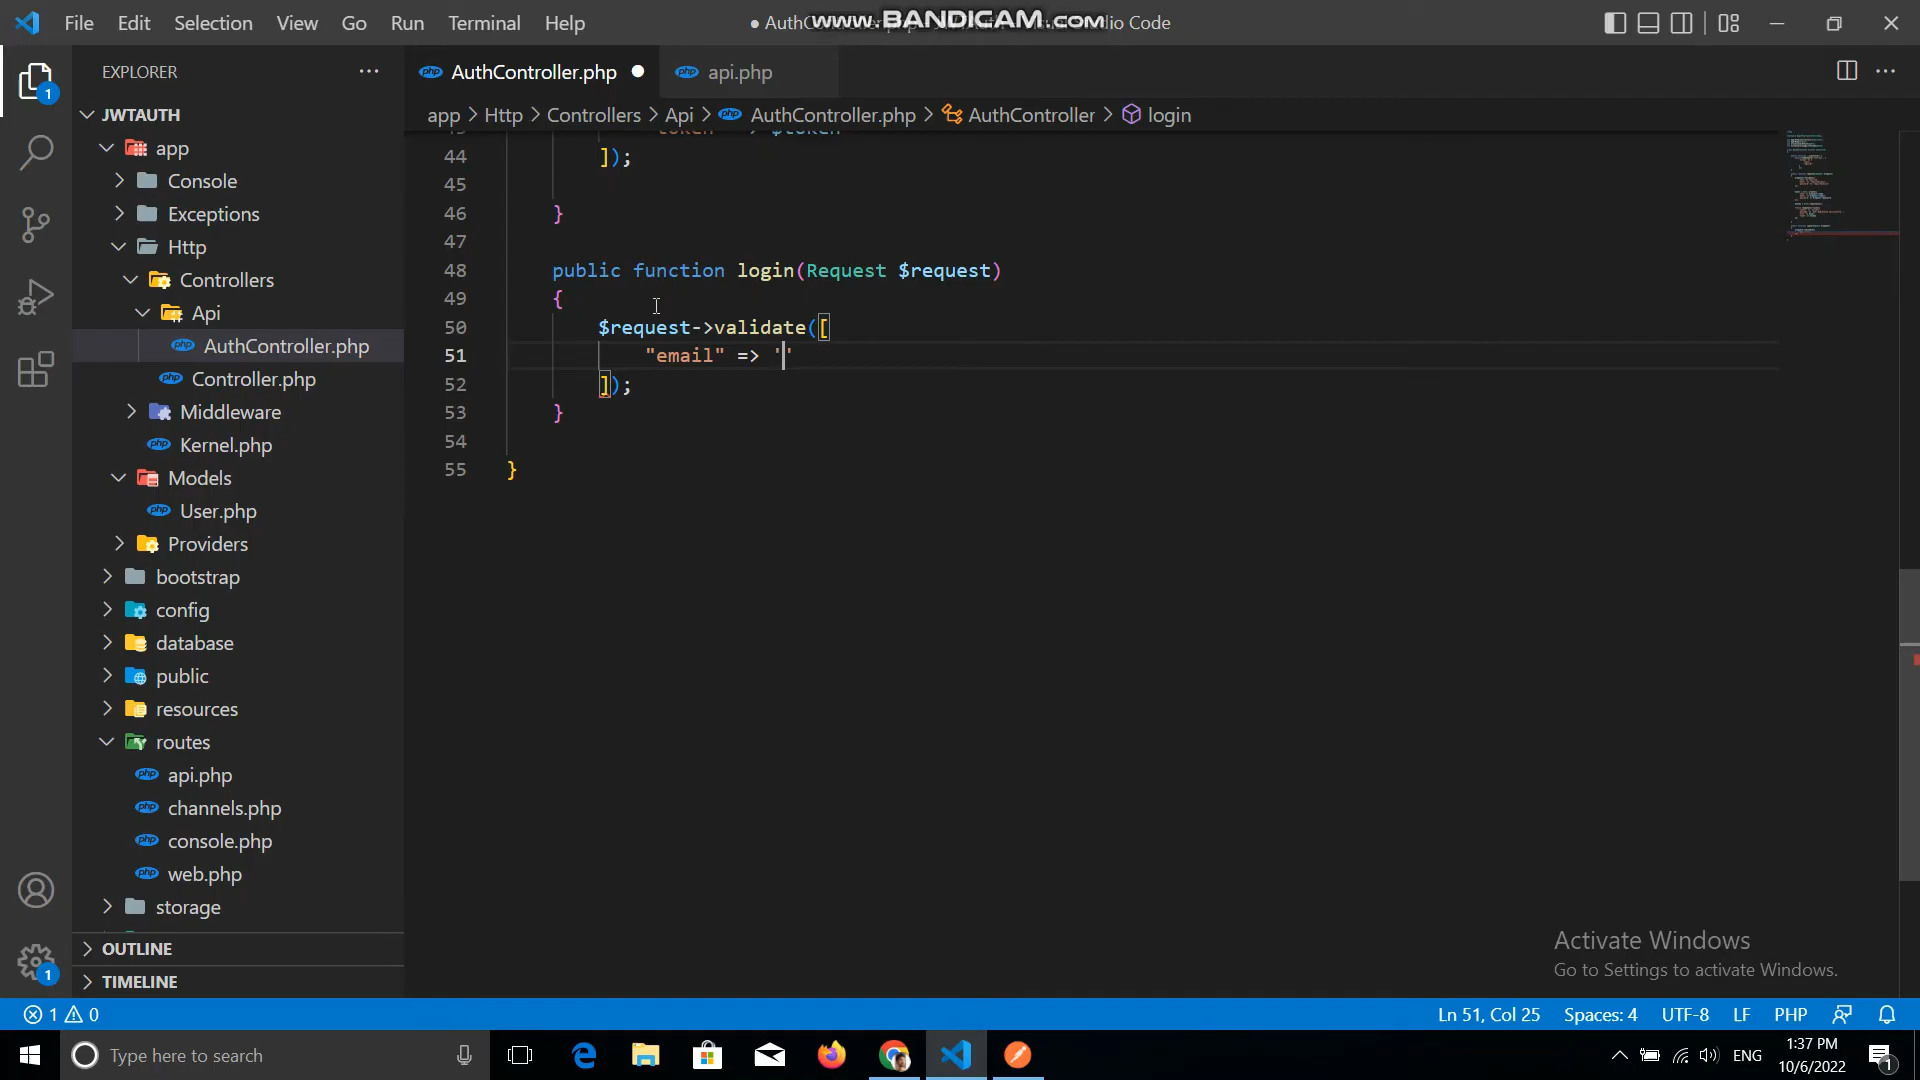 File Edit Selection View Go Run Terminal Help
www.BANDICAM.com
EXPLORER
AuthController.php
api.php
app > Http > Controllers > Api > AuthController.php > AuthController > login
JWTAUTH
app
Console
Exceptions
Http
Controllers
Api
AuthController.php
Controller.php
Middleware
Kernel.php
Models
User.php
Providers
bootstrap
config
database
public
resources
routes
api.php
channels.php
console.php
web.php
storage
OUTLINE
TIMELINE
44 ]);
45
46 }
47
48 public function login(Request $request)
49 {
50 $request->validate([
51 "email" => ''
52 ]);
53 }
54
55 }
Activate Windows
Go to Settings to activate Windows.
1 0
Ln 51, Col 25 Spaces: 4 UTF-8 LF PHP
Type here to search
ENG
1:37 PM
10/6/2022